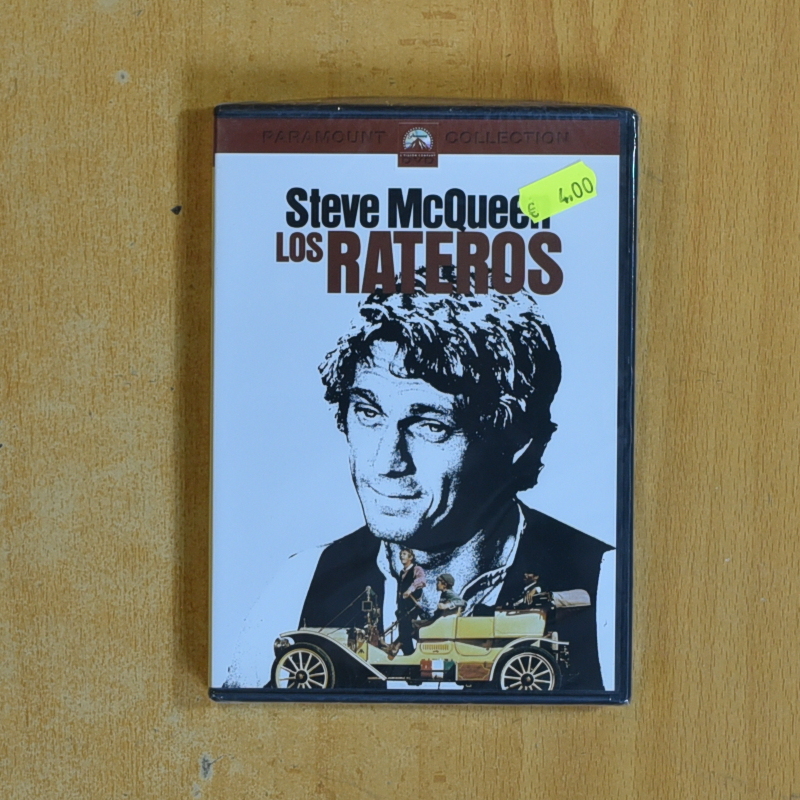 PARAMOUNT COLLECTION
Steve McQueen
€ 4.00
LOS RATEROS